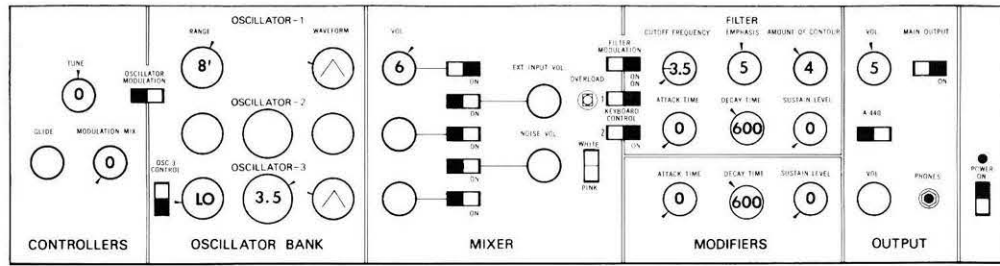 CONTROLLERS
TUNE
0
GLIDE
MODULATION MIX
0
OSCILLATOR MODULATION
ON
OSCILLATOR BANK
OSCILLATOR-1
RANGE
8'
WAVEFORM
OSCILLATOR-2
OSCILLATOR-3
OSC 3 CONTROL
LO
3.5
MIXER
VOL
6
ON
ON
ON
ON
ON
EXT INPUT VOL.
OVERLOAD
NOISE VOL.
WHITE
PINK
FILTER MODULATION
ON
ON
1
KEYBOARD CONTROL
2
ON
MODIFIERS
FILTER
CUTOFF FREQUENCY
EMPHASIS
AMOUNT OF CONTOUR
-3.5
5
4
ATTACK TIME
DECAY TIME
SUSTAIN LEVEL
0
600
0
ATTACK TIME
DECAY TIME
SUSTAIN LEVEL
0
600
0
OUTPUT
VOL
MAIN OUTPUT
5
ON
A 440
VOL
PHONES
POWER
ON